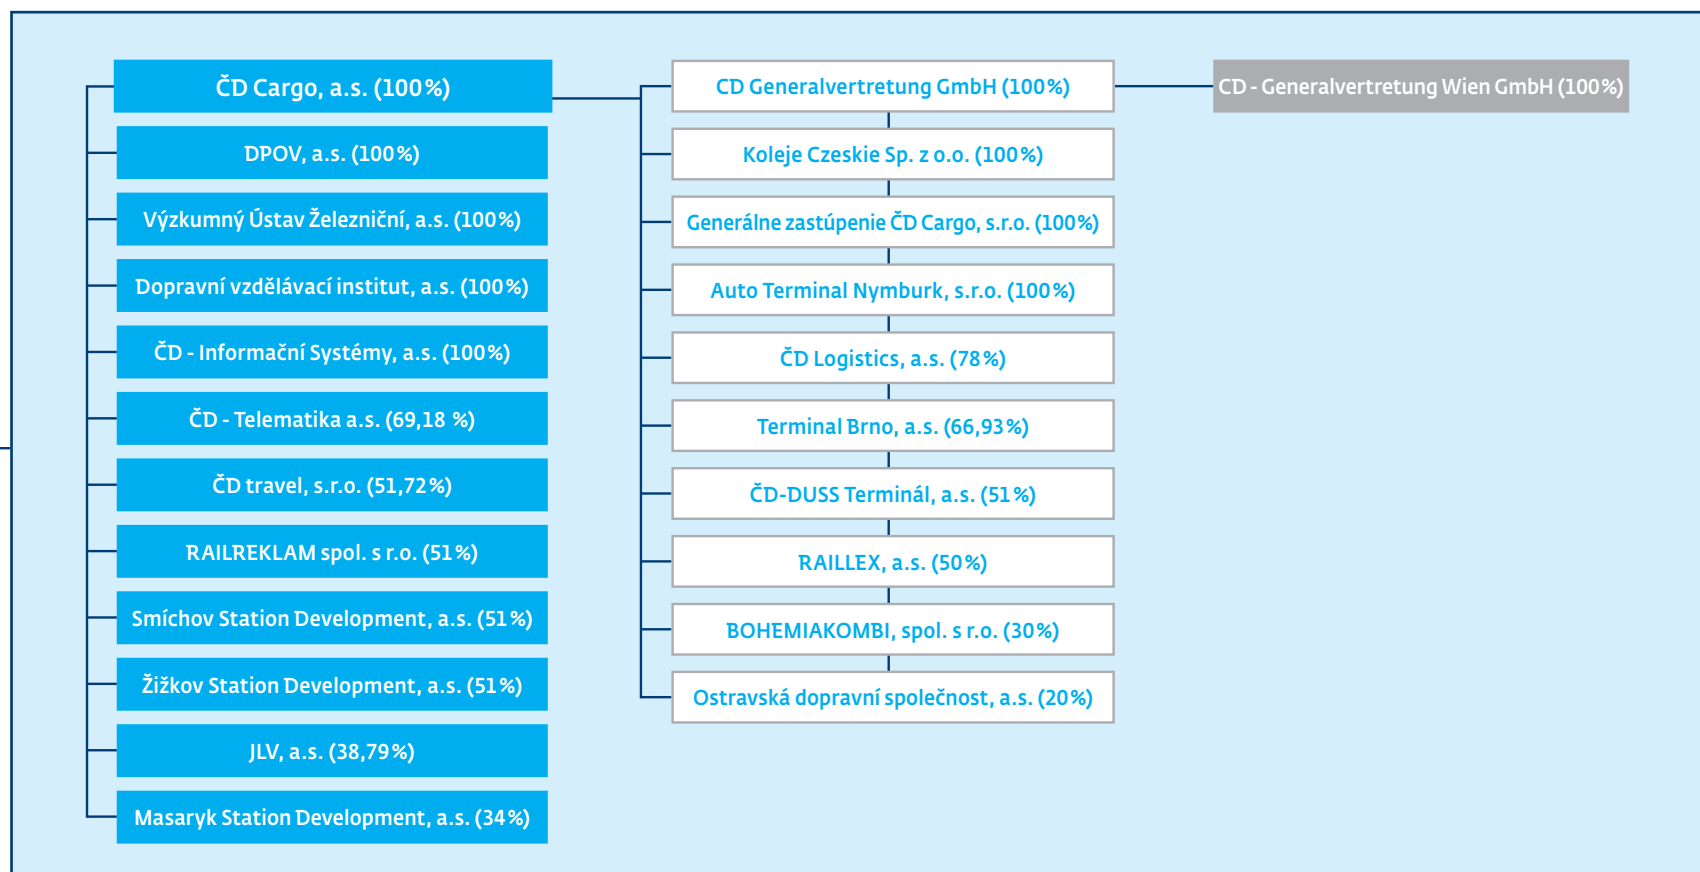 ČD Cargo, a.s. (100%)
DPOV, a.s. (100%)
Výzkumný Ústav Železniční, a.s. (100%)
Dopravní vzdělávací institut, a.s. (100%)
ČD - Informační Systémy, a.s. (100%)
ČD - Telematika a.s. (69,18 %)
ČD travel, s.r.o. (51,72%)
RAILREKLAM spol. s r.o. (51%)
Smíchov Station Development, a.s. (51%)
Žižkov Station Development, a.s. (51%)
JLV, a.s. (38,79%)
Masaryk Station Development, a.s. (34%)
CD Generalvertretung GmbH (100%)
Koleje Czeskie Sp. z o.o. (100%)
Generálne zastúpenie ČD Cargo, s.r.o. (100%)
Auto Terminal Nymburk, s.r.o. (100%)
ČD Logistics, a.s. (78%)
Terminal Brno, a.s. (66,93%)
ČD-DUSS Terminál, a.s. (51%)
RAILLEX, a.s. (50%)
BOHEMIAKOMBI, spol. s r.o. (30%)
Ostravská dopravní společnost, a.s. (20%)
CD - Generalvertretung Wien GmbH (100%)